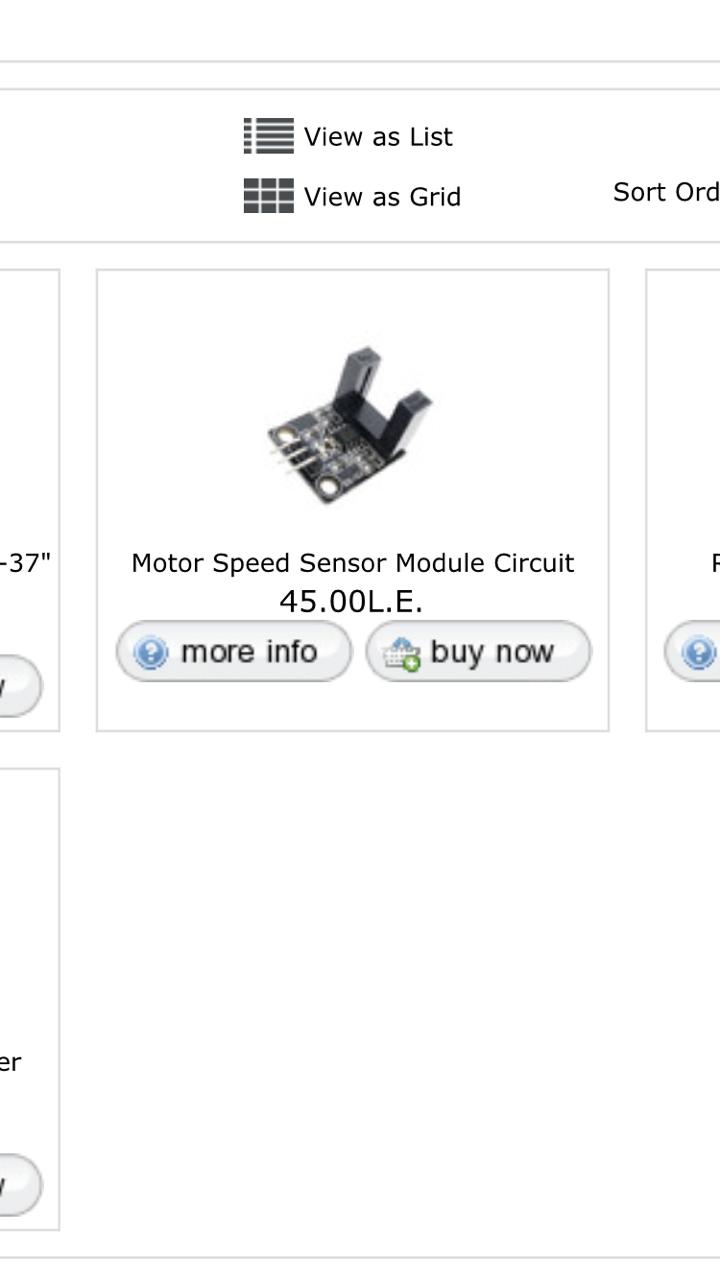 View as List
View as Grid
Sort Ord
-37"
Motor Speed Sensor Module Circuit
45.00L.E.
more info
buy now
er